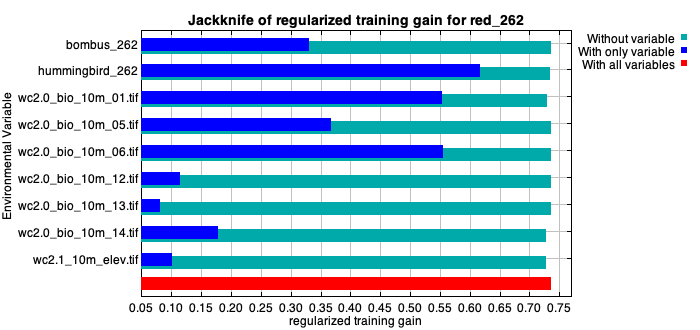 Jackknife of regularized training gain for red_262
Without variable
With only variable
With all variables
Environmental Variable
bombus_262
hummingbird_262
wc2.0_bio_10m_01.tif
wc2.0_bio_10m_05.tif
wc2.0_bio_10m_06.tif
wc2.0_bio_10m_12.tif
wc2.0_bio_10m_13.tif
wc2.0_bio_10m_14.tif
wc2.1_10m_elev.tif
0.05 0.10 0.15 0.20 0.25 0.30 0.35 0.40 0.45 0.50 0.55 0.60 0.65 0.70 0.75
regularized training gain